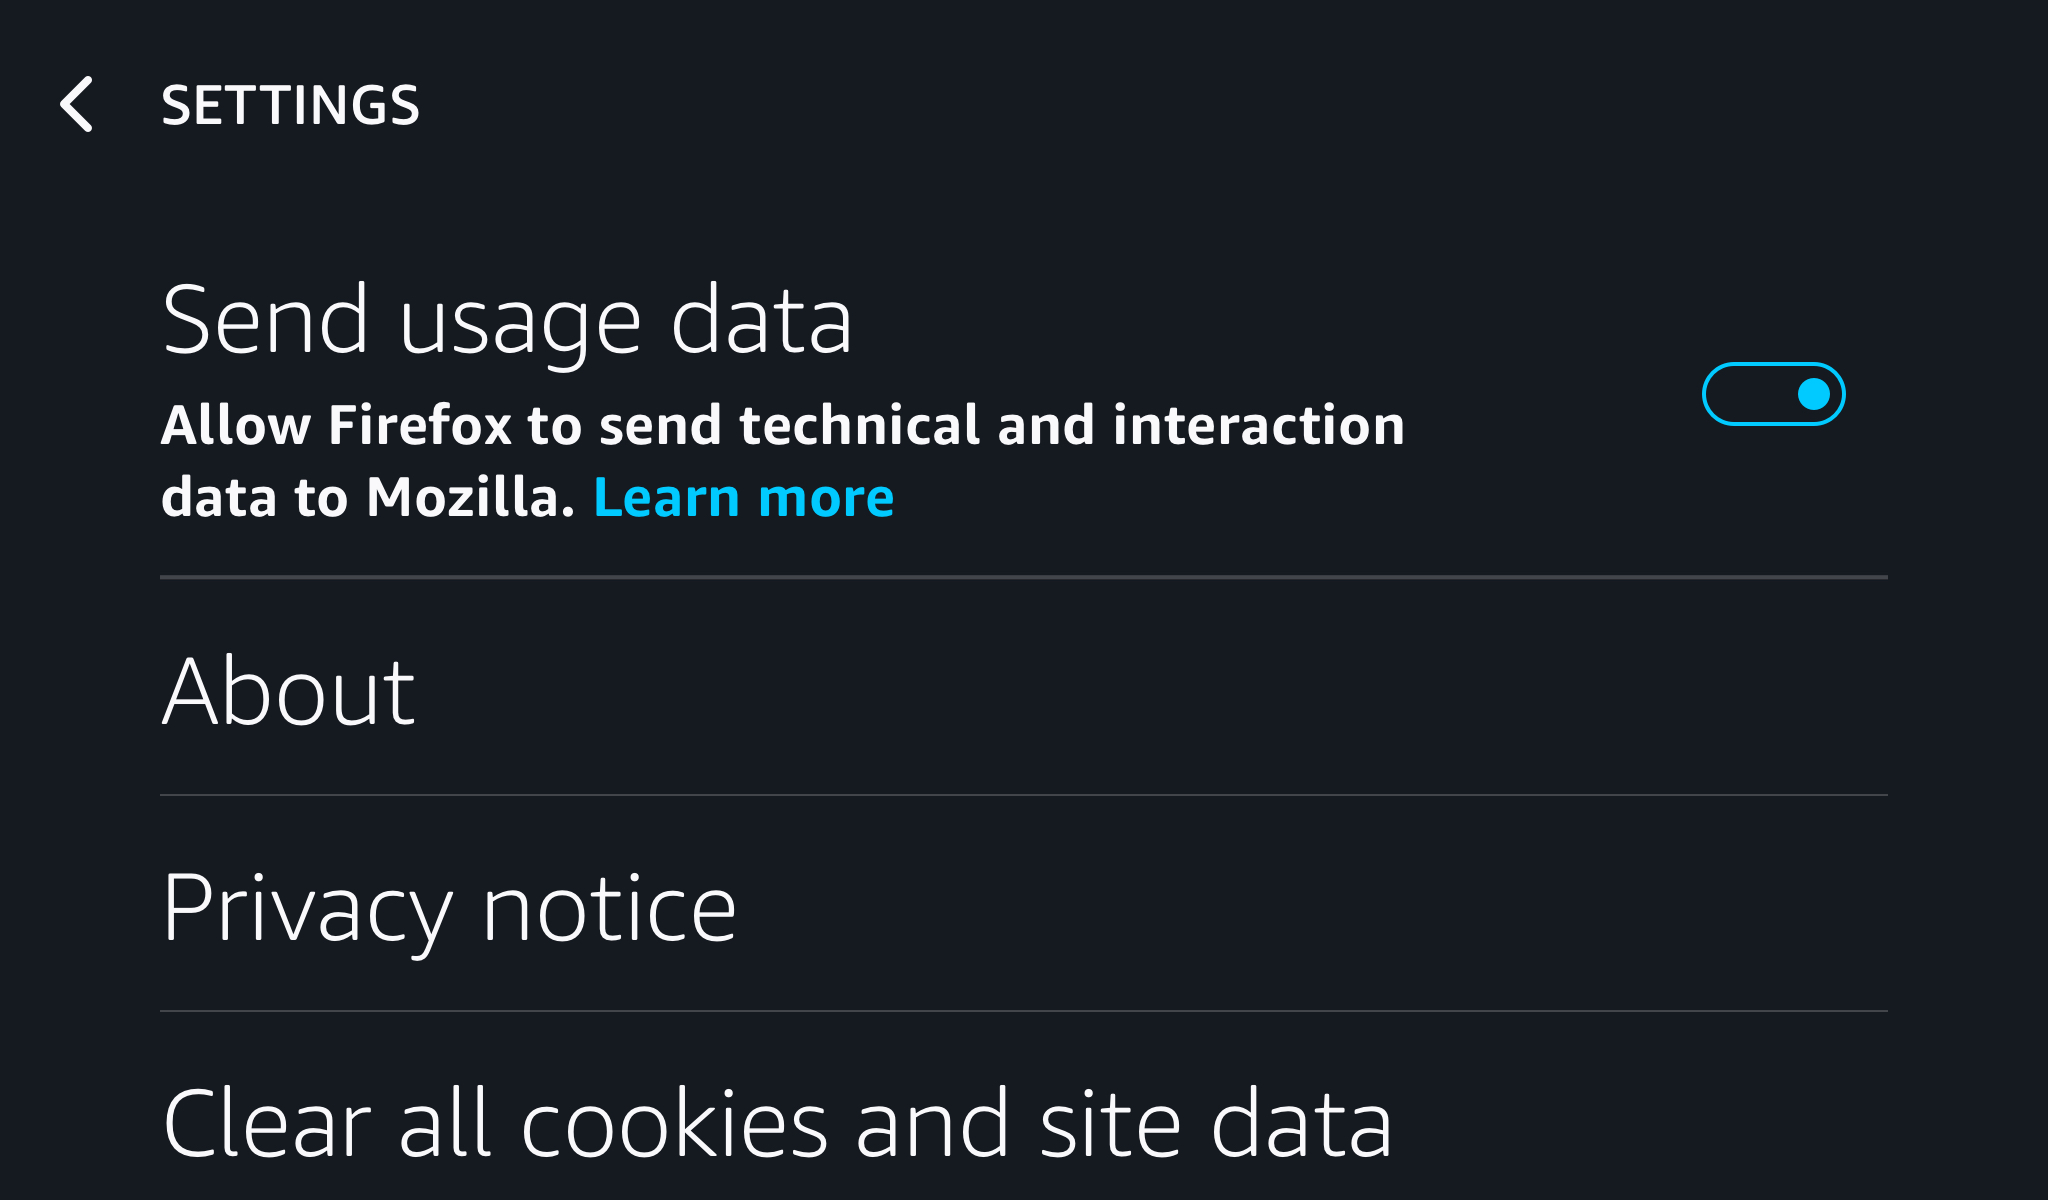 SETTINGS
Send usage data
Allow Firefox to send technical and interaction
data to Mozilla. Learn more
About
Privacy notice
Clear all cookies and site data